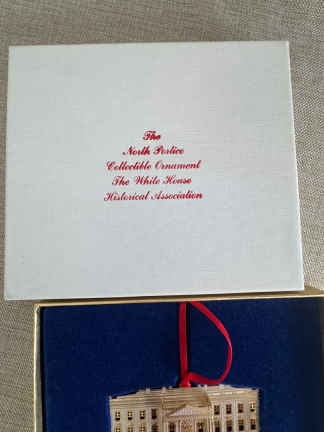 The
North Portico
Collectible Ornament
The White House
Historical Association